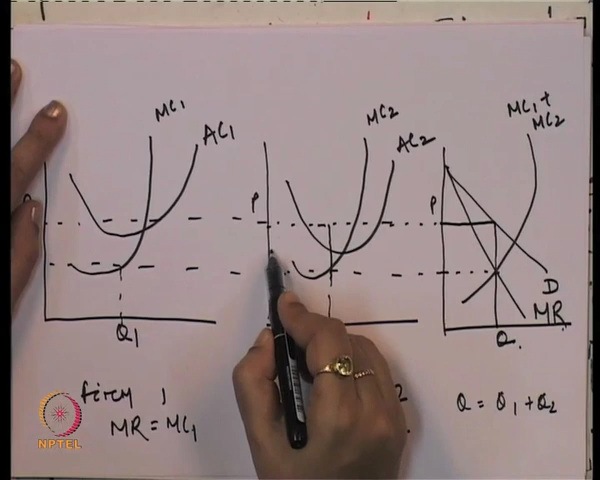 MC1
AC1
MC2
AC2
MC1+
MC2
P
P
D
MR
Q1
Q.
firm 1
MR = MC1
2
Q = Q1 + Q2
NPTEL